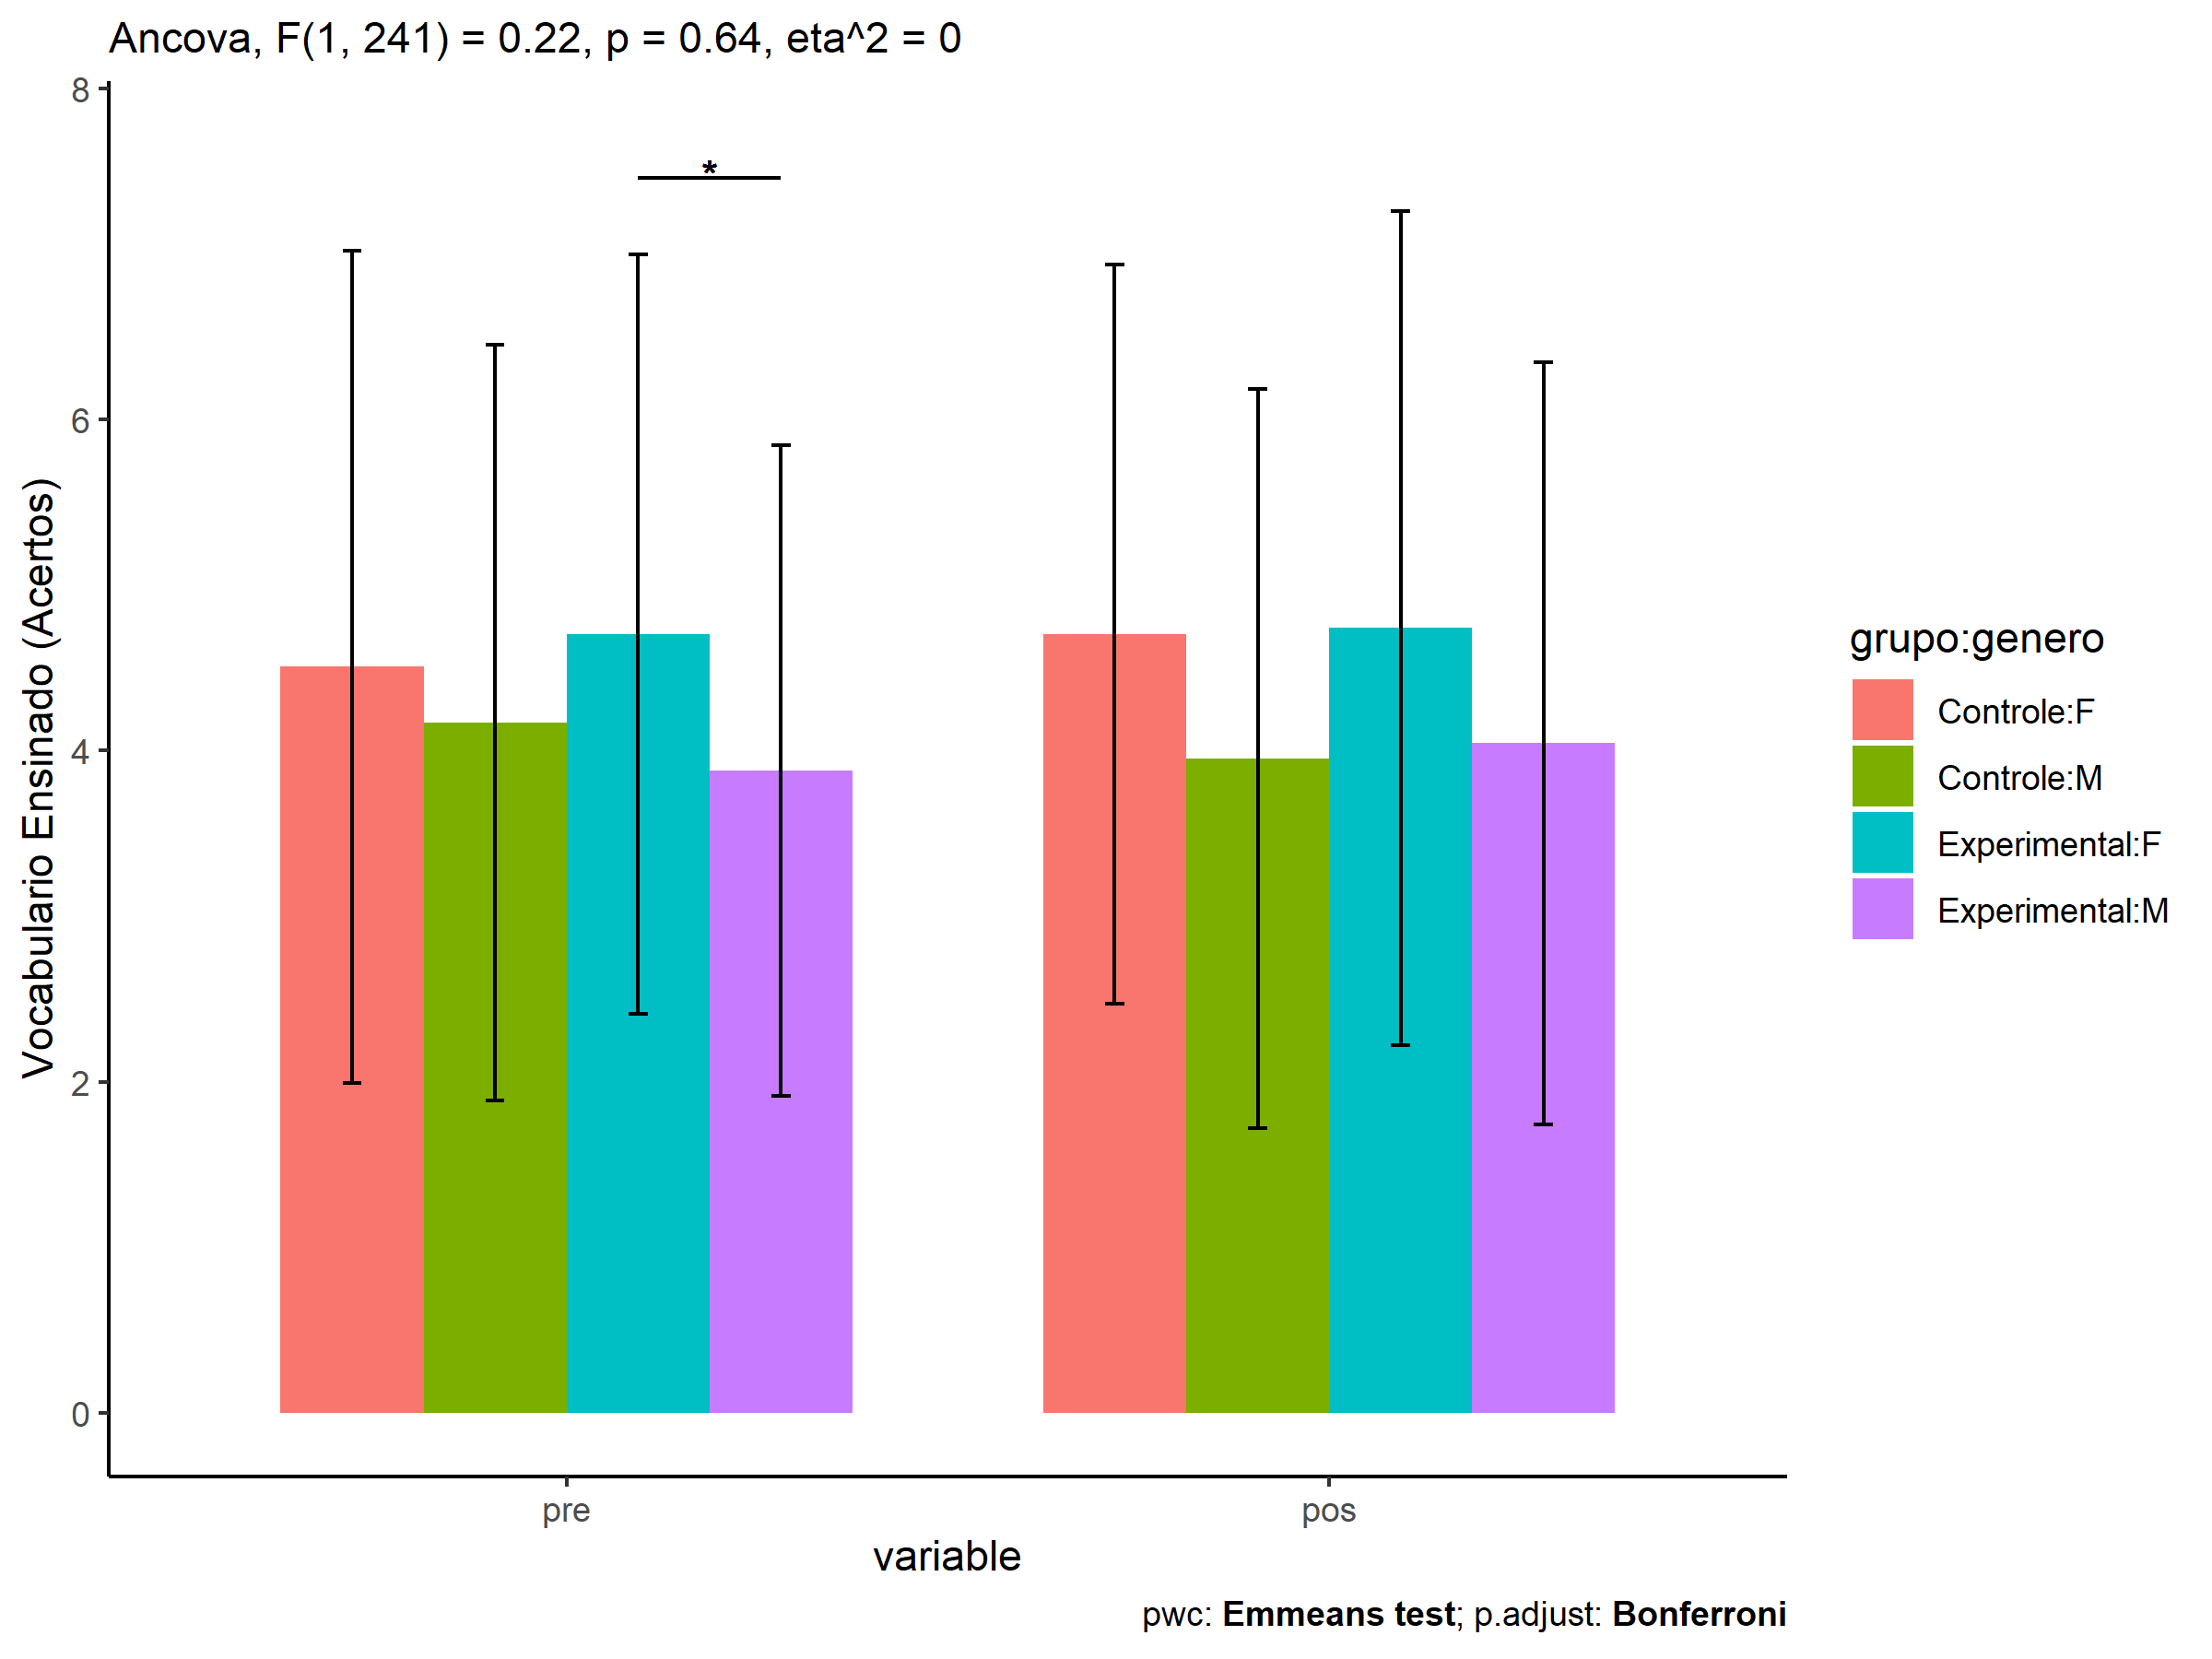 Ancova, F(1, 241) = 0.22, p = 0.64, eta^2 = 0
Vocabulario Ensinado (Acertos)
8
6
4
2
0
*
pre
pos
variable
grupo:genero
Controle:F
Controle:M
Experimental:F
Experimental:M
pwc: Emmeans test; p.adjust: Bonferroni